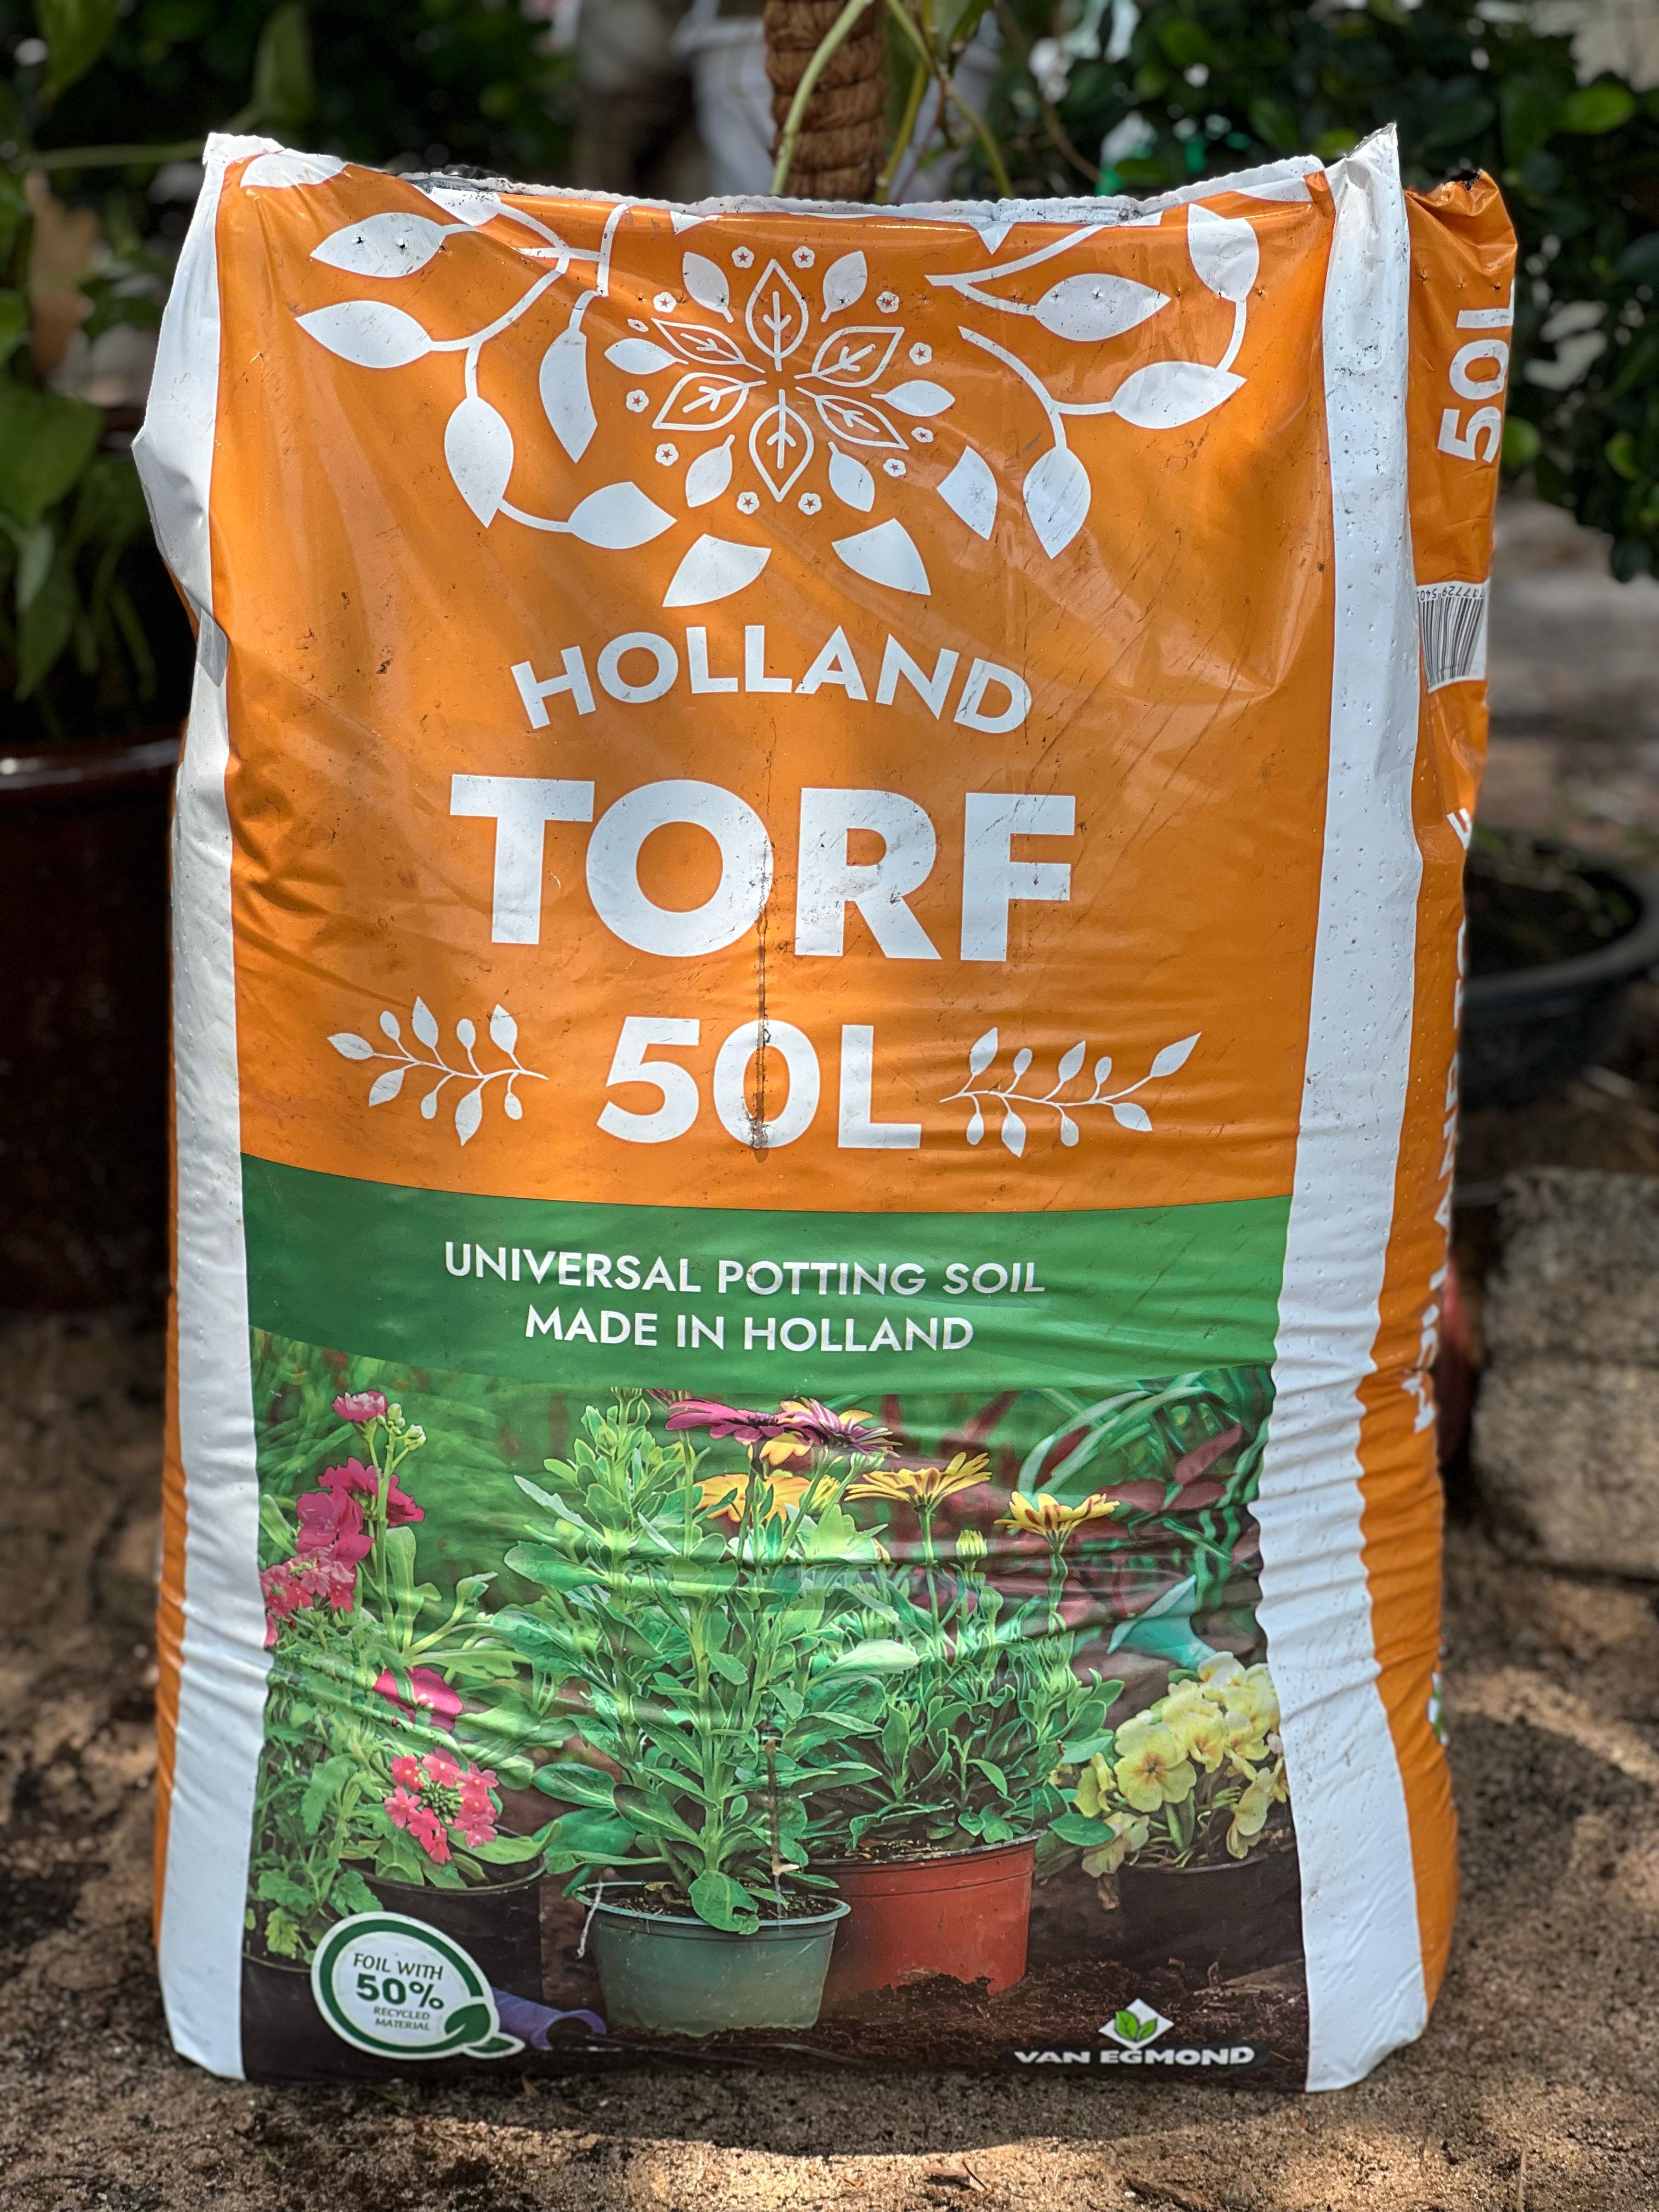 HOLLAND
TORF
50L
UNIVERSAL POTTING SOIL
MADE IN HOLLAND
FOIL WITH
50%
RECYCLED
MATERIAL
VAN EGMOND
50L